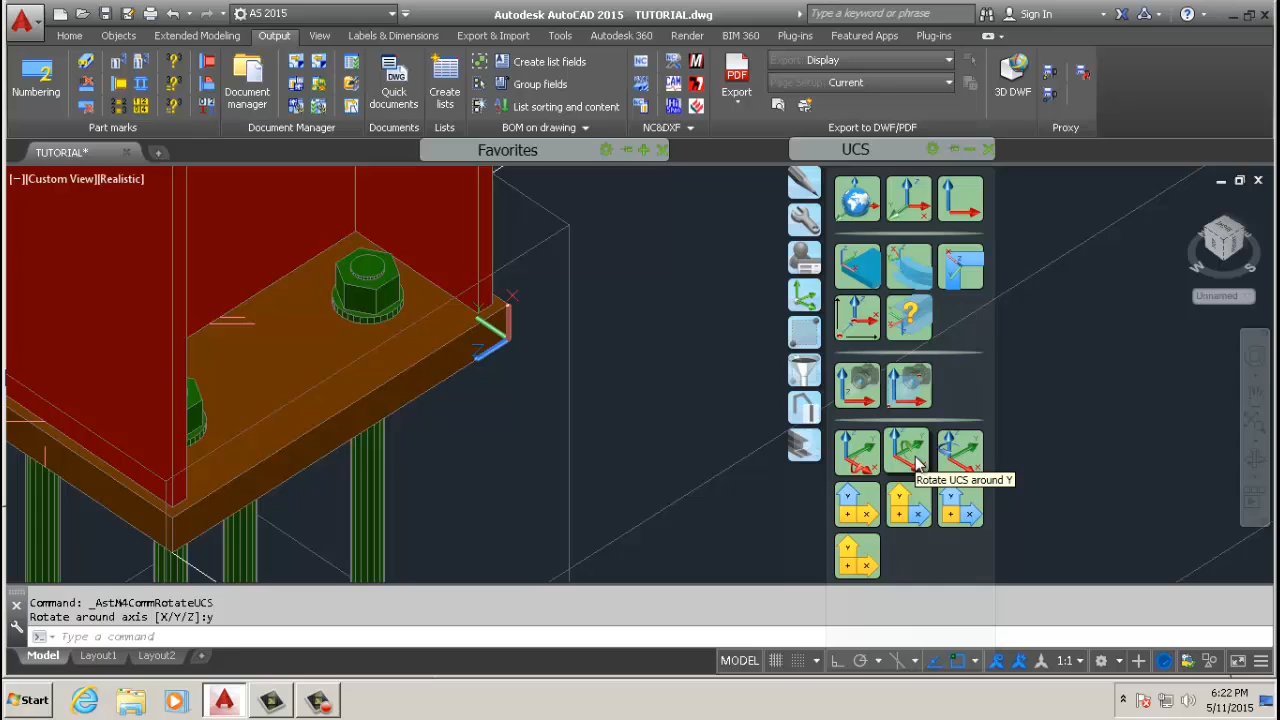 AS 2015
Autodesk AutoCAD 2015 TUTORIAL.dwg
Type a keyword or phrase
Sign In
Home Objects Extended Modeling Output View Labels & Dimensions Export & Import Tools Autodesk 360 Render BIM 360 Plug-ins Featured Apps Plug-ins
Numbering
Document manager
Quick documents
Create lists
Create list fields
Group fields
List sorting and content
NC
Export
Export: Display
Page Setup: Current
3D DWF
Part marks
Document Manager
Documents
Lists
BOM on drawing
NC&DXF
Export to DWF/PDF
Proxy
TUTORIAL*
Favorites
UCS
[−][Custom View][Realistic]
W
S
Unnamed
X
Z
Rotate UCS around Y
Command: _AstM4CommRotateUCS
Rotate around axis [X/Y/Z]:y
Type a command
Model Layout1 Layout2
MODEL
1:1
Start
6:22 PM
5/11/2015